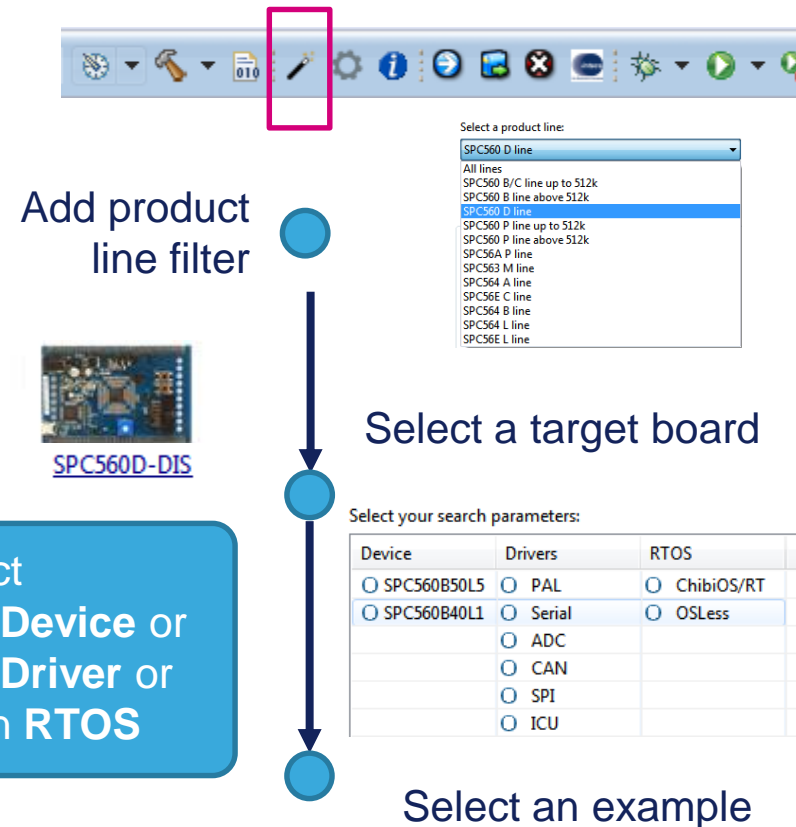 010
Select a product line:
SPC560 D line
All lines
SPC560 B/C line up to 512k
SPC560 B line above 512k
SPC560 D line
SPC560 P line up to 512k
SPC560 P line above 512k
SPC56A P line
SPC563 M line
SPC564 A line
SPC56E C line
SPC564 B line
SPC564 L line
SPC56E L line
Add product
line filter
SPC560D-DIS
Select a target board
Select your search parameters:
Device Drivers RTOS
SPC560B50L5 PAL ChibiOS/RT
SPC560B40L1 Serial OSLess
ADC
CAN
SPI
ICU
Device or
Driver or
RTOS
Select an example